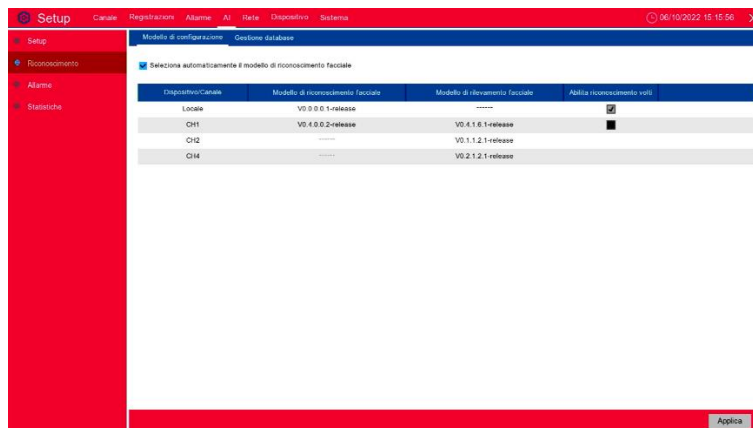 Setup Canale Registrazioni Allarme AI Rete Dispositivo Sistema 06/10/2022 15:15:56
Setup
Riconoscimento
Allarme
Statistiche
Modello di configurazione Gestione database
Seleziona automaticamente il modello di riconoscimento facciale
Dispositivo/Canale Modello di riconoscimento facciale Modello di rilevamento facciale Abilita riconoscimento volti
Locale V0.0.0.0.1-release ------
CH1 V0.4.0.0.2-release V0.4.1.6.1-release
CH2 ------ V0.1.1.2.1-release
CH4 ------ V0.2.1.2.1-release
Applica